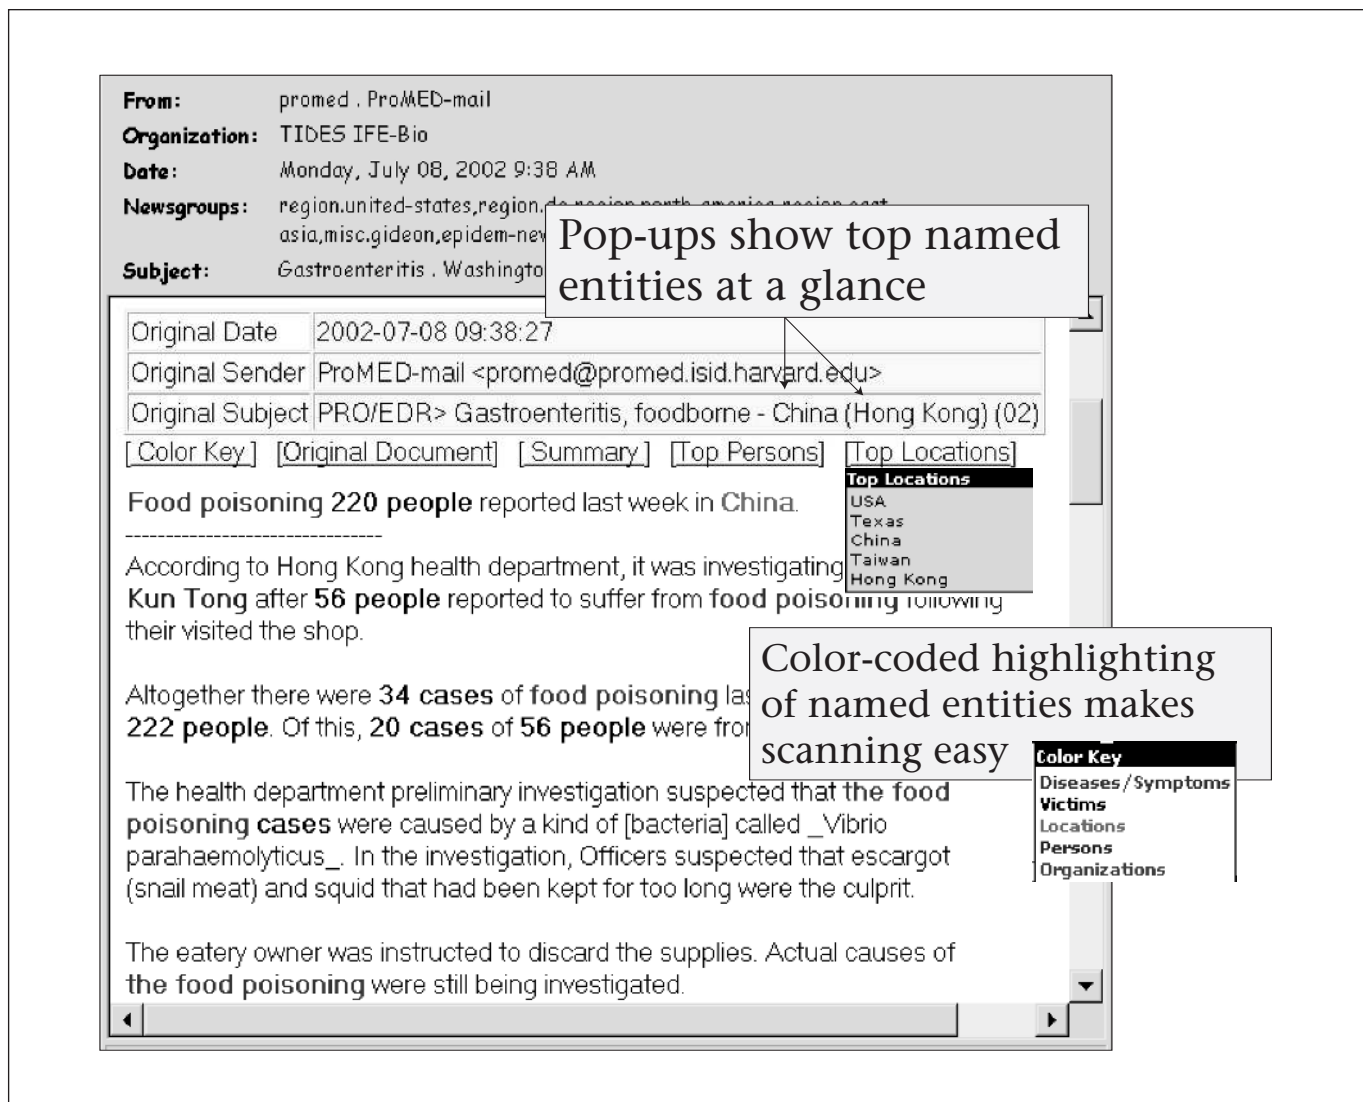 From: promed . ProMED-mail
Organization: TIDES IFE-Bio
Date: Monday, July 08, 2002 9:38 AM
Newsgroups: region.united-states,region.
asia,misc.gideon,epidem-
Subject: Gastroenteritis .
Pop-ups show top named
entities at a glance
Original Date 2002-07-08 09:38:27
Original Sender ProMED-mail <promed@promed.isid.harvard.edu>
Original Subject PRO/EDR> Gastroenteritis, foodborne - China (Hong Kong) (02)
[ Color Key ] [Original Document] [ Summary ] [Top Persons] [Top Locations]
Top Locations
USA
Texas
China
Taiwan
Hong Kong
Food poisoning 220 people reported last week in China.
--------------------------------
According to Hong Kong health department, it was investigating
Kun Tong after 56 people reported to suffer from food poisoning following
their visited the shop.
Altogether there were 34 cases of food poisoning
222 people. Of this, 20 cases of 56 people were
Color-coded highlighting
of named entities makes
scanning easy
Color Key
Diseases/Symptoms
Victims
Locations
Persons
Organizations
The health department preliminary investigation suspected that the food
poisoning cases were caused by a kind of [bacteria] called _Vibrio
parahaemolyticus_. In the investigation, Officers suspected that escargot
(snail meat) and squid that had been kept for too long were the culprit.
The eatery owner was instructed to discard the supplies. Actual causes of
the food poisoning were still being investigated.